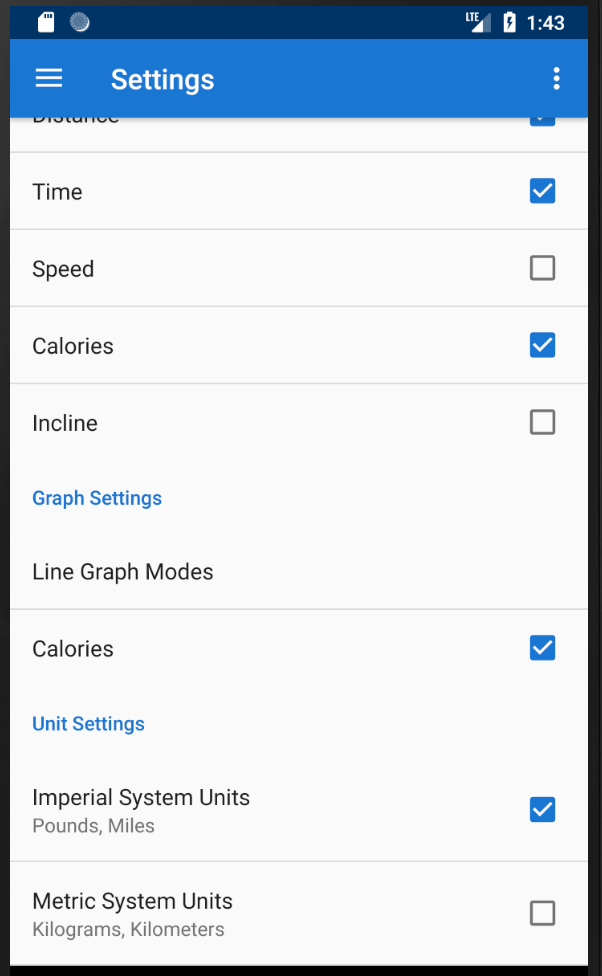 LTE 1:43
Settings
Distance
Time
Speed
Calories
Incline
Graph Settings
Line Graph Modes
Calories
Unit Settings
Imperial System Units
Pounds, Miles
Metric System Units
Kilograms, Kilometers